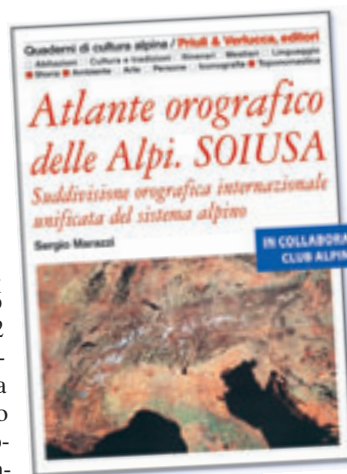 Quaderni di cultura alpina / Priuli & Verlucca, editori
Abitazioni Cultura e tradizioni Itinerari Mestieri Linguaggio
Storia Ambiente Arte Persone Iconografia Toponomastica
Atlante orografico
delle Alpi. SOIUSA
Suddivisione orografica internazionale
unificata del sistema alpino
Sergio Marazzi
IN COLLABORA
CLUB ALPIN
2
-
a
o